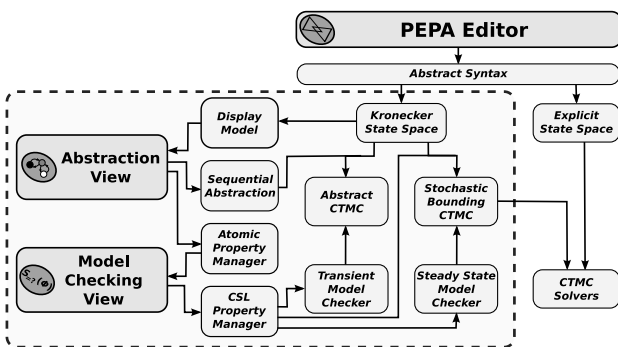 PEPA Editor
Abstract Syntax
Display
Model
Kronecker
State Space
Explicit
State Space
Abstraction
View
Sequential
Abstraction
Abstract
CTMC
Stochastic
Bounding
CTMC
Atomic
Property
Manager
S=?(Φ)
Model
Checking
View
CSL
Property
Manager
Transient
Model
Checker
Steady State
Model
Checker
CTMC
Solvers